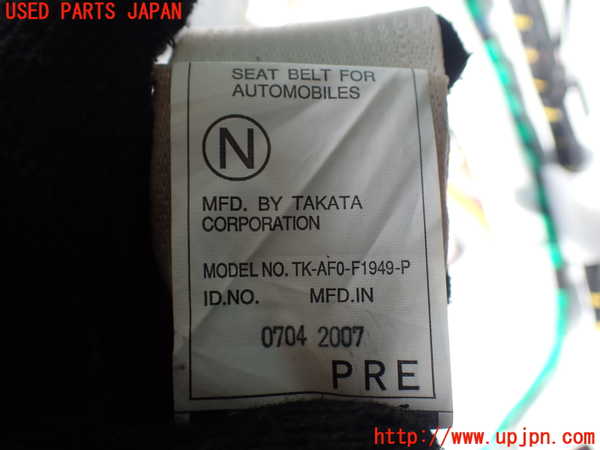 USED PARTS JAPAN
SEAT BELT FOR
AUTOMOBILES
N
MFD. BY TAKATA
CORPORATION
MODEL NO. TK-AF0-F1949-P
ID.NO. MFD.IN
0704 2007
PRE
www.upjpn.com